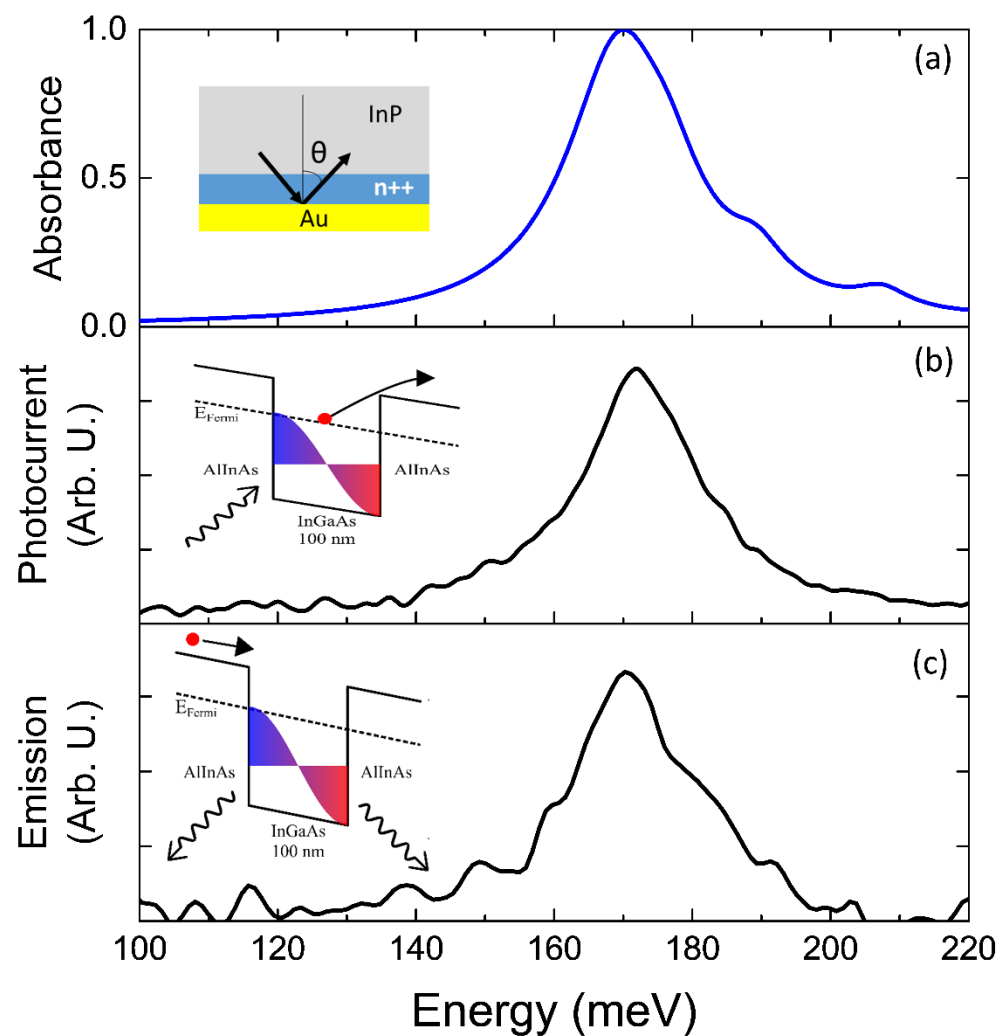 Absorbance
1.0
0.5
0.0
(a)
InP
θ
n++
Au
Photocurrent
(Arb. U.)
(b)
E_Fermi
AlInAs
AlInAs
InGaAs
100 nm
Emission
(Arb. U.)
(c)
E_Fermi
AlInAs
AlInAs
InGaAs
100 nm
100 120 140 160 180 200 220
Energy (meV)